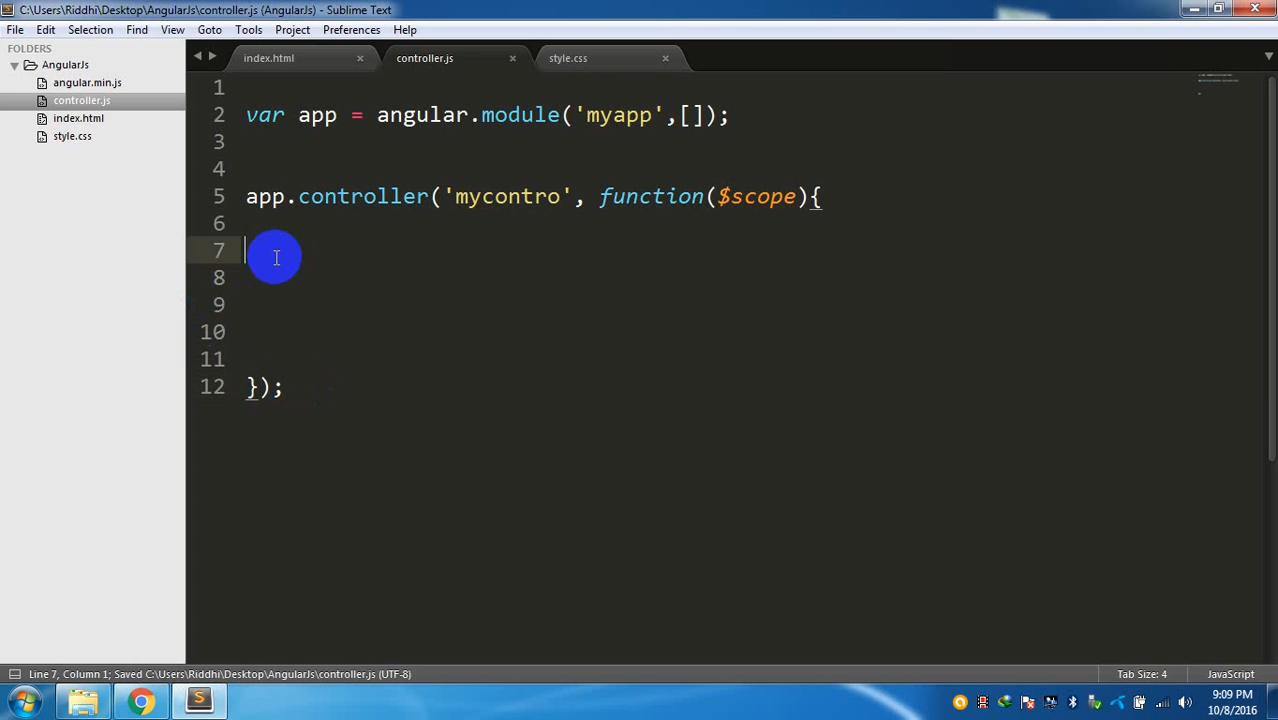 C:\Users\Riddhi\Desktop\AngularJs\controller.js (AngularJs) - Sublime Text
File Edit Selection Find View Goto Tools Project Preferences Help
FOLDERS
AngularJs
angular.min.js
controller.js
index.html
style.css
index.html × controller.js × style.css ×
1
2 var app = angular.module('myapp',[]);
3
4
5 app.controller('mycontro', function($scope){
6
7
8
9
10
11
12 });
Line 7, Column 1; Saved C:\Users\Riddhi\Desktop\AngularJs\controller.js (UTF-8) Tab Size: 4 JavaScript
9:09 PM
10/8/2016